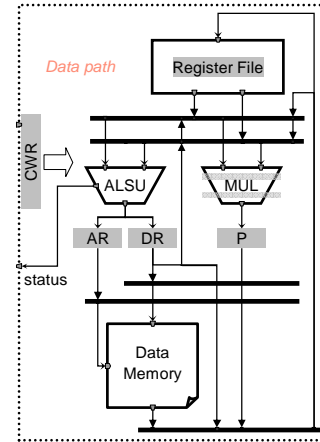 Data path
Register File
CWR
ALSU
MUL
AR
DR
P
status
Data
Memory